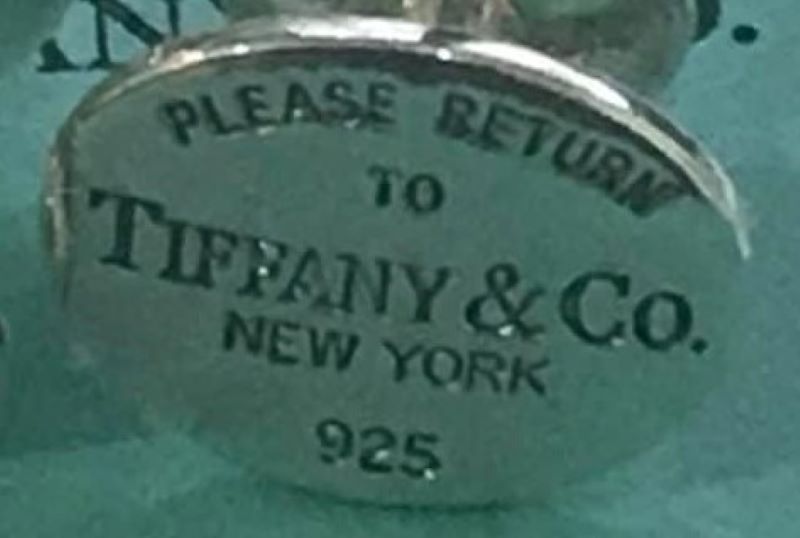 PLEASE RETURN
TO
TIFFANY & CO.
NEW YORK
925